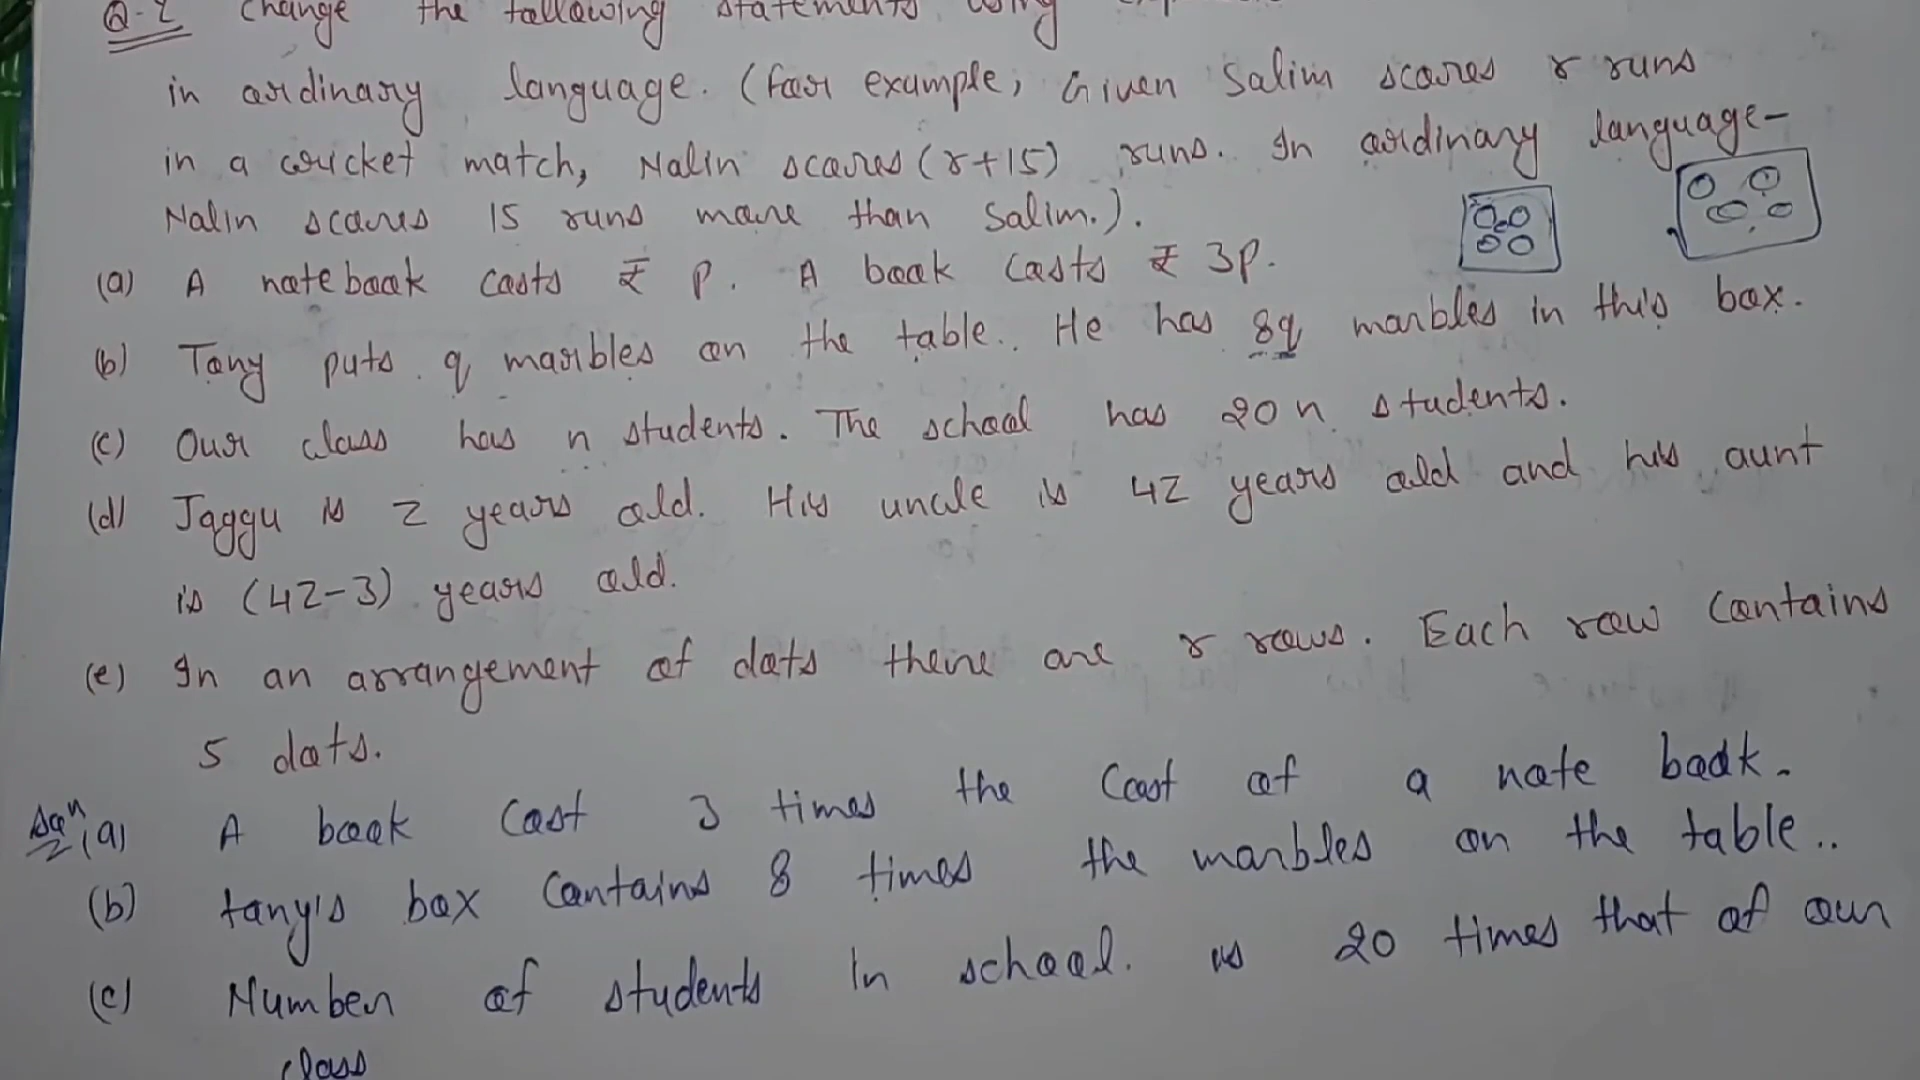 Q-2 Change the following statements using
in ordinary language. (For example, Given Salim scores r runs
in a cricket match, Nalin scores (r+15) runs. In ordinary language-
Nalin scores 15 runs more than Salim.).
(a) A note book costs ₹ p. A book costs ₹ 3p.
(b) Tony puts q marbles on the table. He has 8q marbles in this box.
(c) Our class has n students. The school has 20n students.
(d) Jaggu is z years old. His uncle is 4z years old and his aunt
is (4z-3) years old.
(e) In an arrangement of dots there are r rows. Each row contains
5 dots.
Soln (a) A book cost 3 times the cost of a note book.
(b) tony's box contains 8 times the marbles on the table..
(c) Number of students in school. is 20 times that of our
class